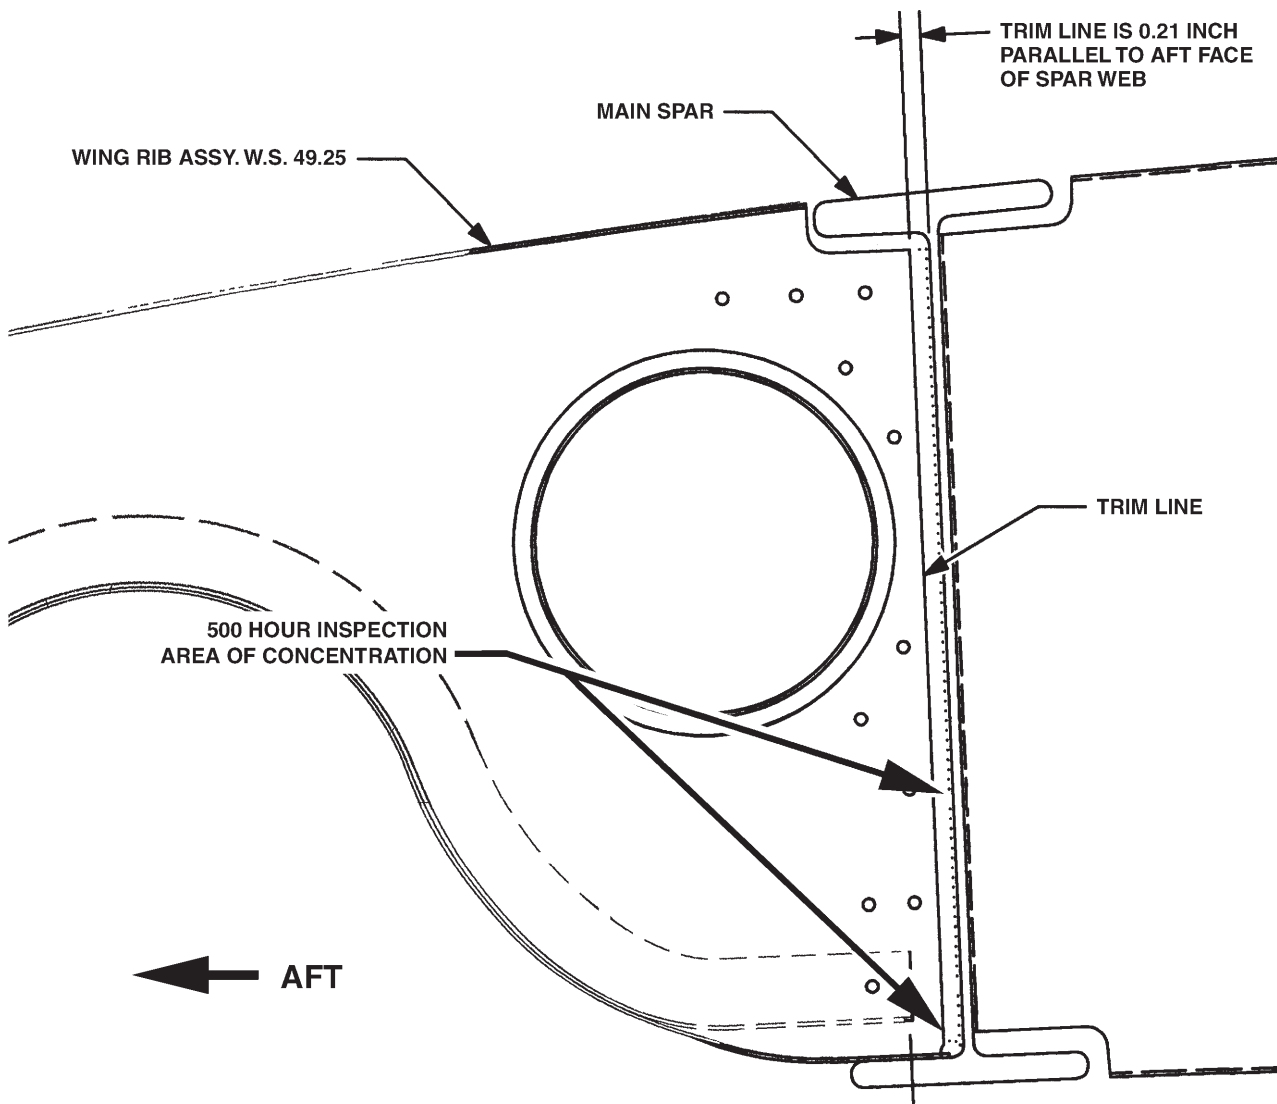 TRIM LINE IS 0.21 INCH
PARALLEL TO AFT FACE
OF SPAR WEB
MAIN SPAR
WING RIB ASSY. W.S. 49.25
TRIM LINE
500 HOUR INSPECTION
AREA OF CONCENTRATION
AFT